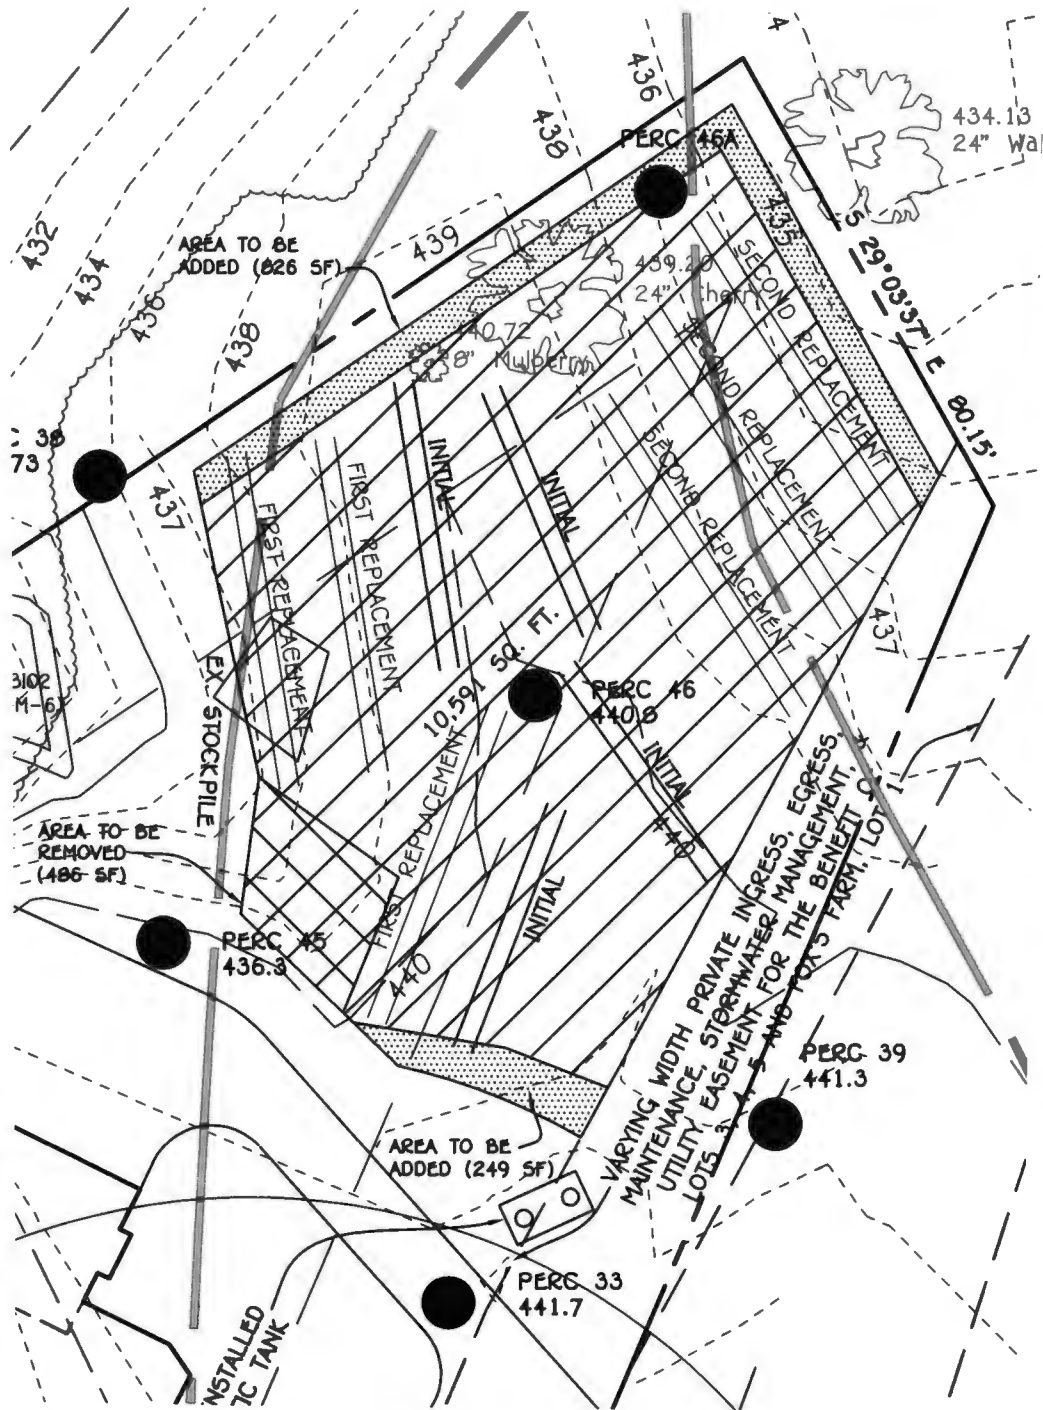 436
438
4
434.13
24" Wal
PERC 46A
435
S 29°03'37" E 80.15'
432
434
436
438
439
AREA TO BE
ADDED (826 SF)
439.20
24" Cherry
440.72
28" Mulberry
SECOND REPLACEMENT
SECOND REPLACEMENT
SECOND REPLACEMENT
38
73
437
INITIAL
INITIAL
FIRST REPLACEMENT
FIRST REPLACEMENT
10,591 SQ. FT.
437
3102
M-6
EX. STOCKPILE
PERC 46
INITIAL
440
FIRST REPLACEMENT
INITIAL
440
AREA TO BE
REMOVED
(486 SF)
PERC 45
436.3
VARYING WIDTH PRIVATE INGRESS, EGRESS,
MAINTENANCE, STORMWATER MANAGEMENT,
UTILITY EASEMENT FOR THE BENEFIT OF
LOTS 3, 4, 5 AND FOX'S FARM, LOT 1
PERC 39
441.3
AREA TO BE
ADDED (249 SF)
PERC 33
441.7
NSTALLED
IC TANK